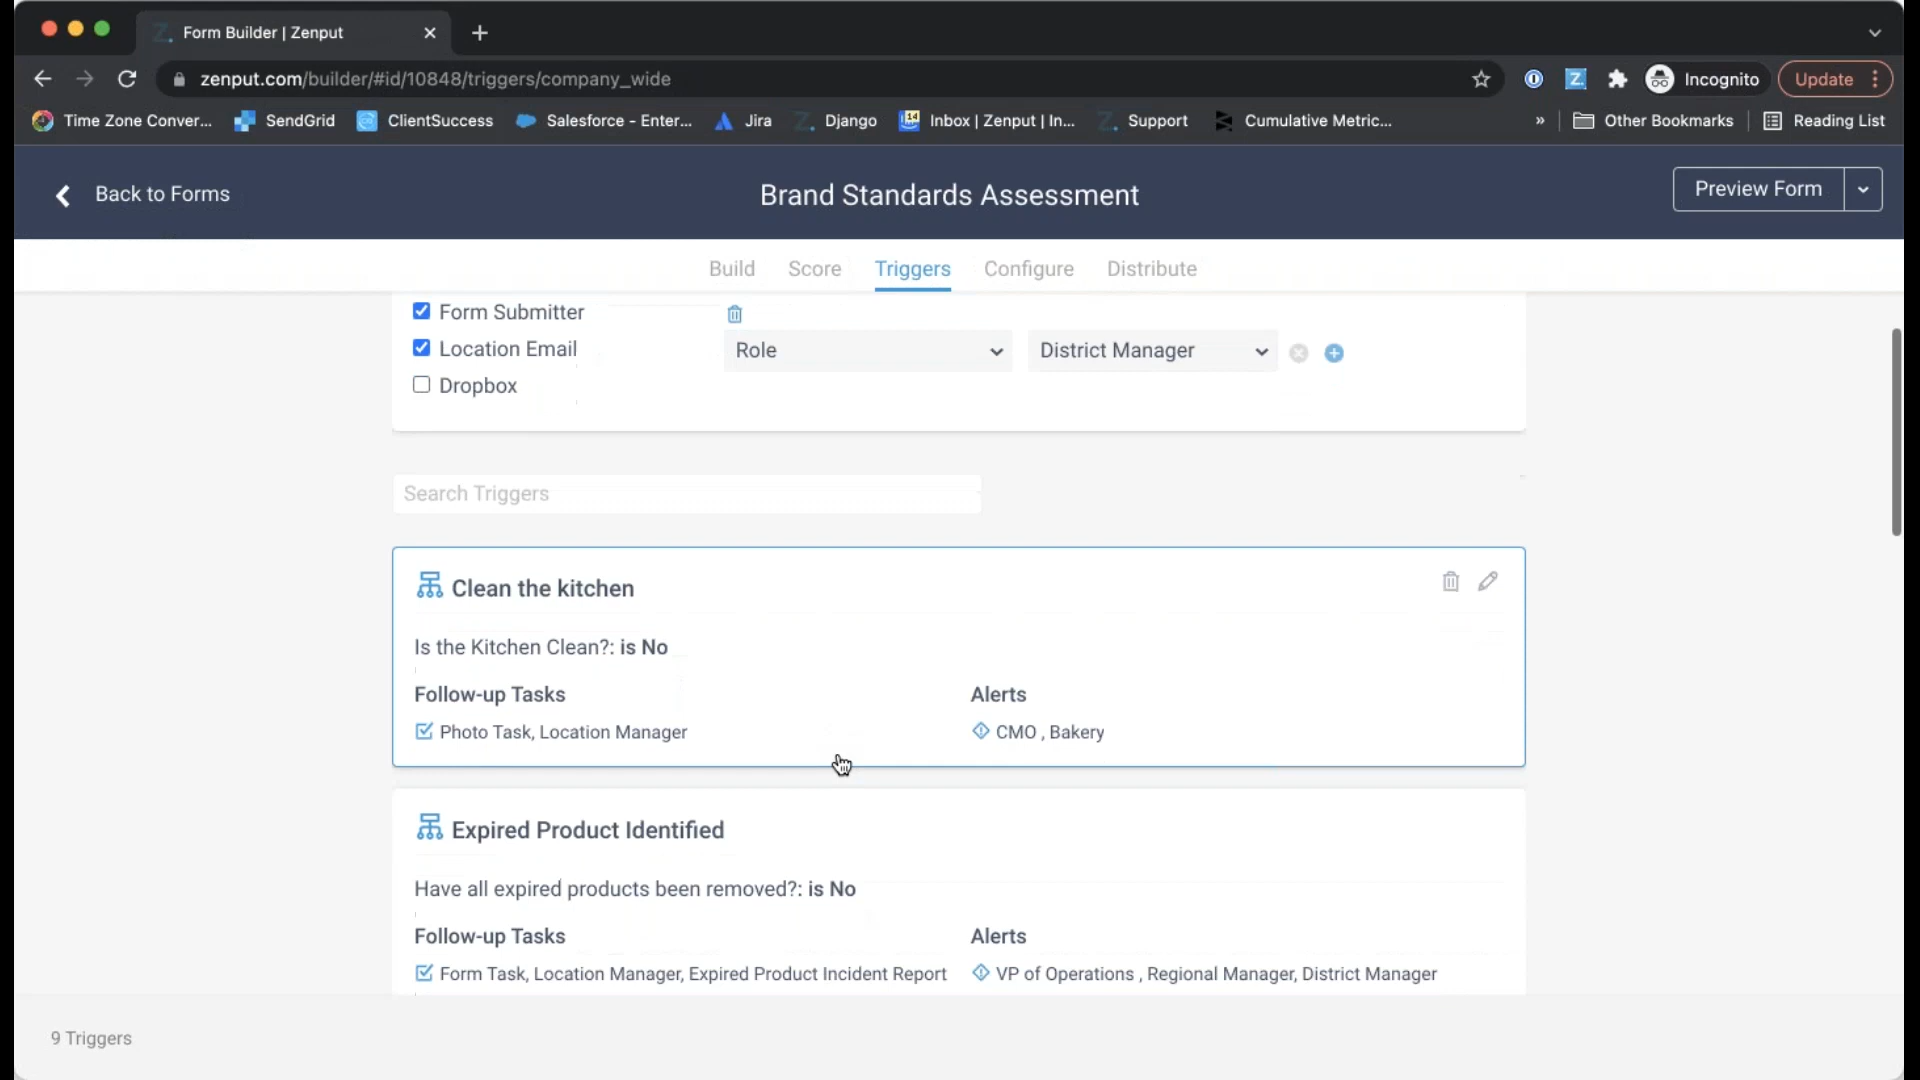 Form Builder | Zenput
zenput.com/builder/#id/10848/triggers/company_wide
Incognito
Update
Time Zone Conver...
SendGrid
ClientSuccess
Salesforce - Enter...
Jira
Django
Inbox | Zenput | In...
Support
Cumulative Metric...
»
Other Bookmarks
Reading List
Back to Forms
Brand Standards Assessment
Preview Form
Build
Score
Triggers
Configure
Distribute
Form Submitter
Location Email
Role
District Manager
Dropbox
Search Triggers
Clean the kitchen
Is the Kitchen Clean?: is No
Follow-up Tasks
Alerts
Photo Task, Location Manager
CMO , Bakery
Expired Product Identified
Have all expired products been removed?: is No
Follow-up Tasks
Alerts
Form Task, Location Manager, Expired Product Incident Report
VP of Operations , Regional Manager, District Manager
9 Triggers